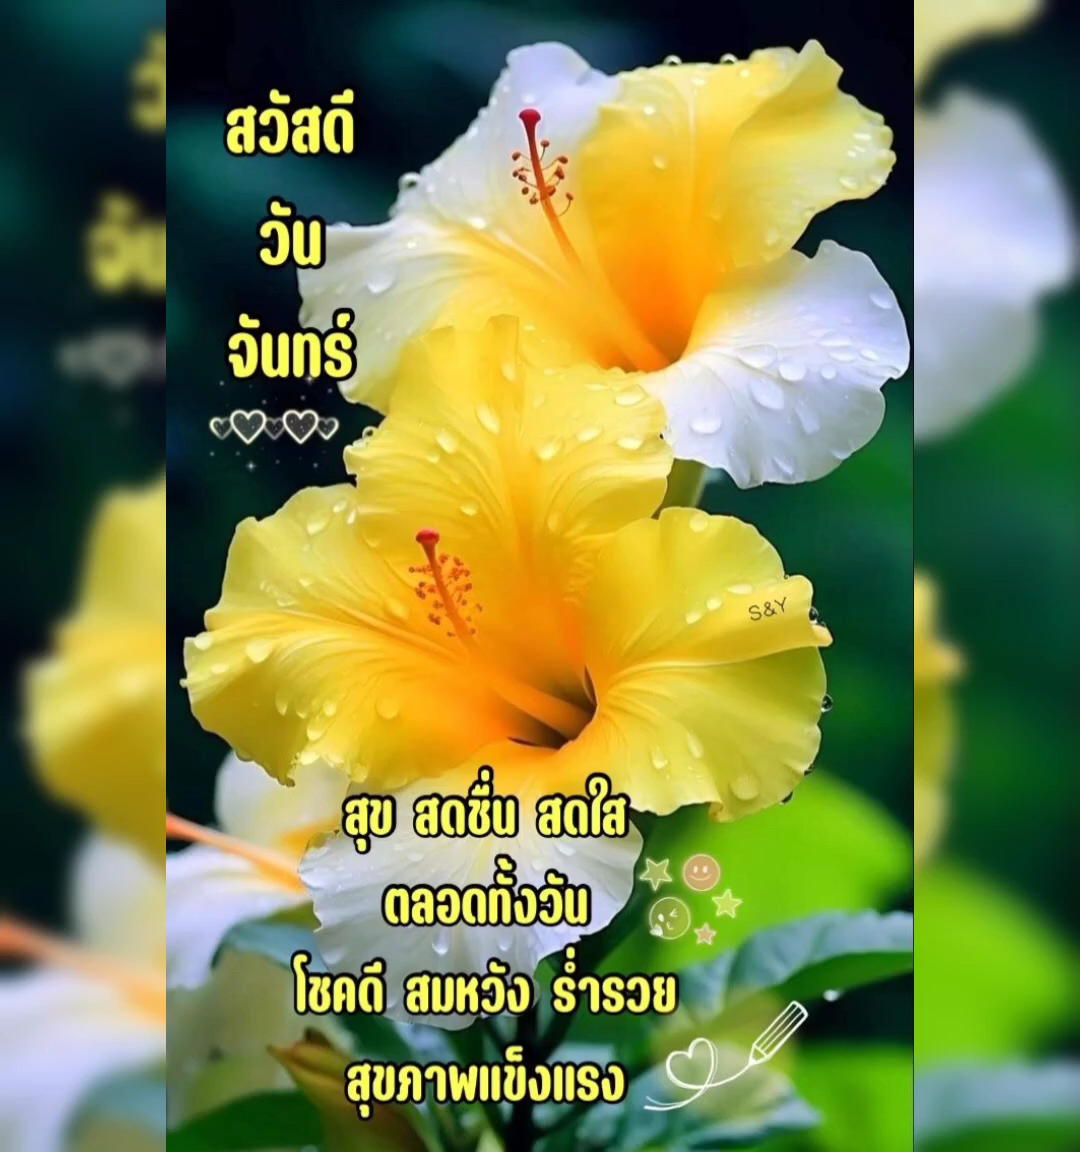 สวัสดี
วัน
จันทร์
S&Y
สุข สดชื่น สดใส
ตลอดทั้งวัน
โชคดี สมหวัง ร่ำรวย
สุขภาพแข็งแรง